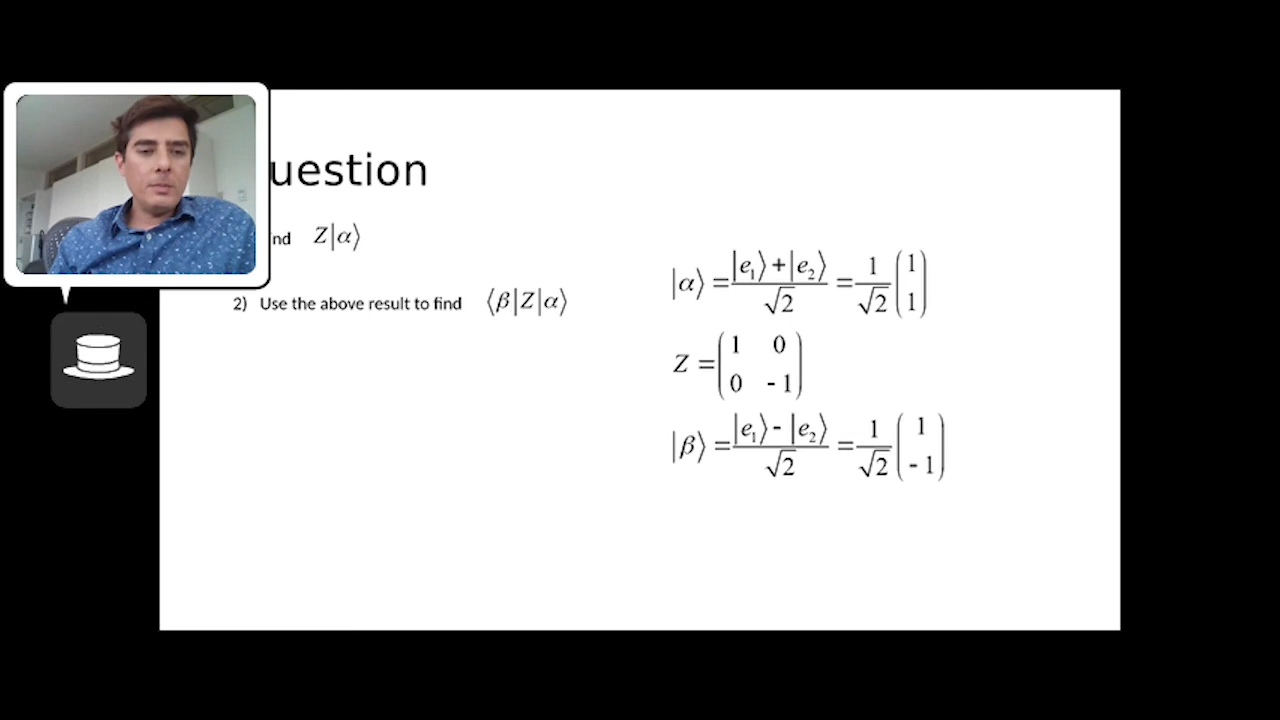 uestion
nd Z|α⟩
2) Use the above result to find ⟨β|Z|α⟩
|α⟩ = (|e₁⟩ + |e₂⟩)/√2 = 1/√2 (1 1)
Z = (1 0
0 -1)
|β⟩ = (|e₁⟩ - |e₂⟩)/√2 = 1/√2 (1 -1)